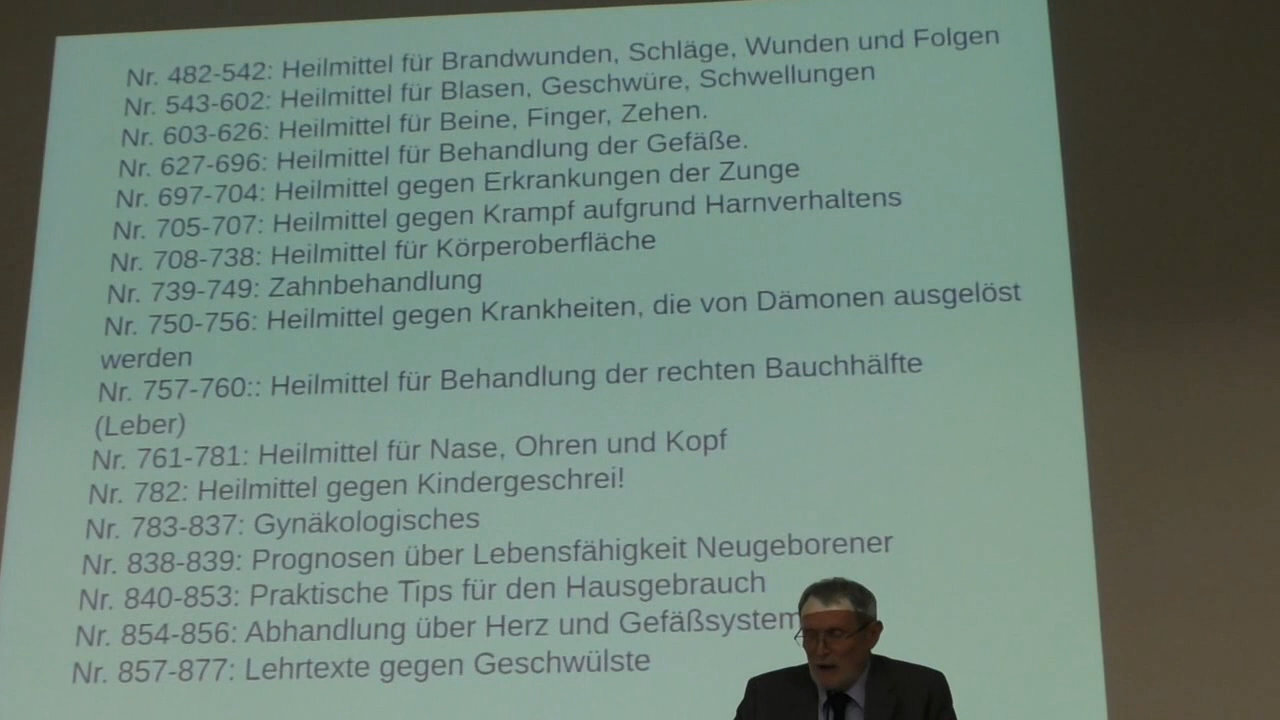 Nr. 482-542: Heilmittel für Brandwunden, Schläge, Wunden und Folgen
Nr. 543-602: Heilmittel für Blasen, Geschwüre, Schwellungen
Nr. 603-626: Heilmittel für Beine, Finger, Zehen.
Nr. 627-696: Heilmittel für Behandlung der Gefäße.
Nr. 697-704: Heilmittel gegen Erkrankungen der Zunge
Nr. 705-707: Heilmittel gegen Krampf aufgrund Harnverhaltens
Nr. 708-738: Heilmittel für Körperoberfläche
Nr. 739-749: Zahnbehandlung
Nr. 750-756: Heilmittel gegen Krankheiten, die von Dämonen ausgelöst
werden
Nr. 757-760:: Heilmittel für Behandlung der rechten Bauchhälfte
(Leber)
Nr. 761-781: Heilmittel für Nase, Ohren und Kopf
Nr. 782: Heilmittel gegen Kindergeschrei!
Nr. 783-837: Gynäkologisches
Nr. 838-839: Prognosen über Lebensfähigkeit Neugeborener
Nr. 840-853: Praktische Tips für den Hausgebrauch
Nr. 854-856: Abhandlung über Herz und Gefäßsystem
Nr. 857-877: Lehrtexte gegen Geschwülste